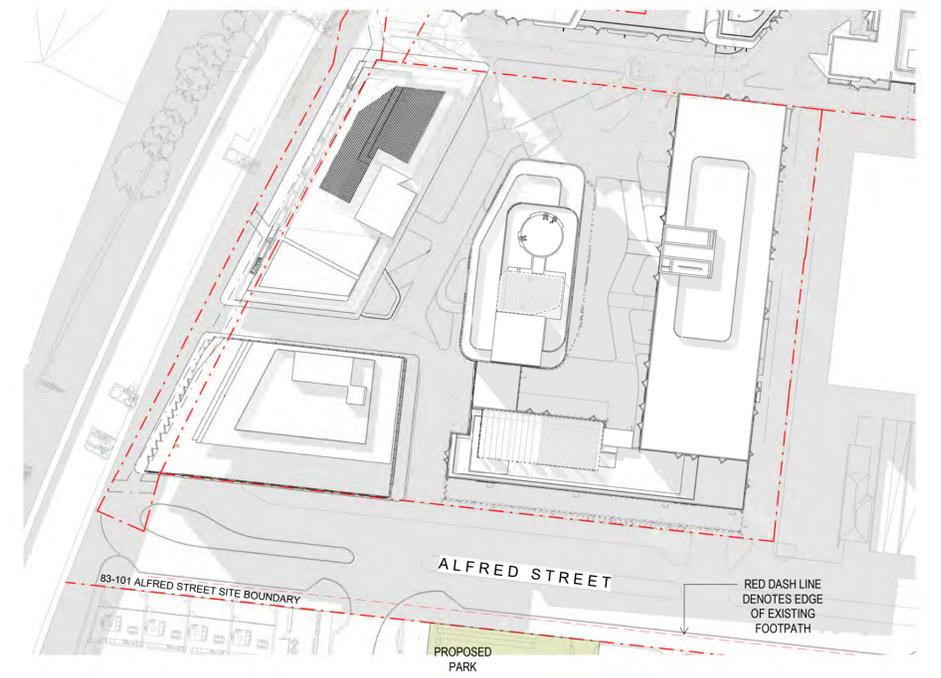 ALFRED STREET
83-101 ALFRED STREET SITE BOUNDARY
RED DASH LINE
DENOTES EDGE
OF EXISTING
FOOTPATH
PROPOSED
PARK